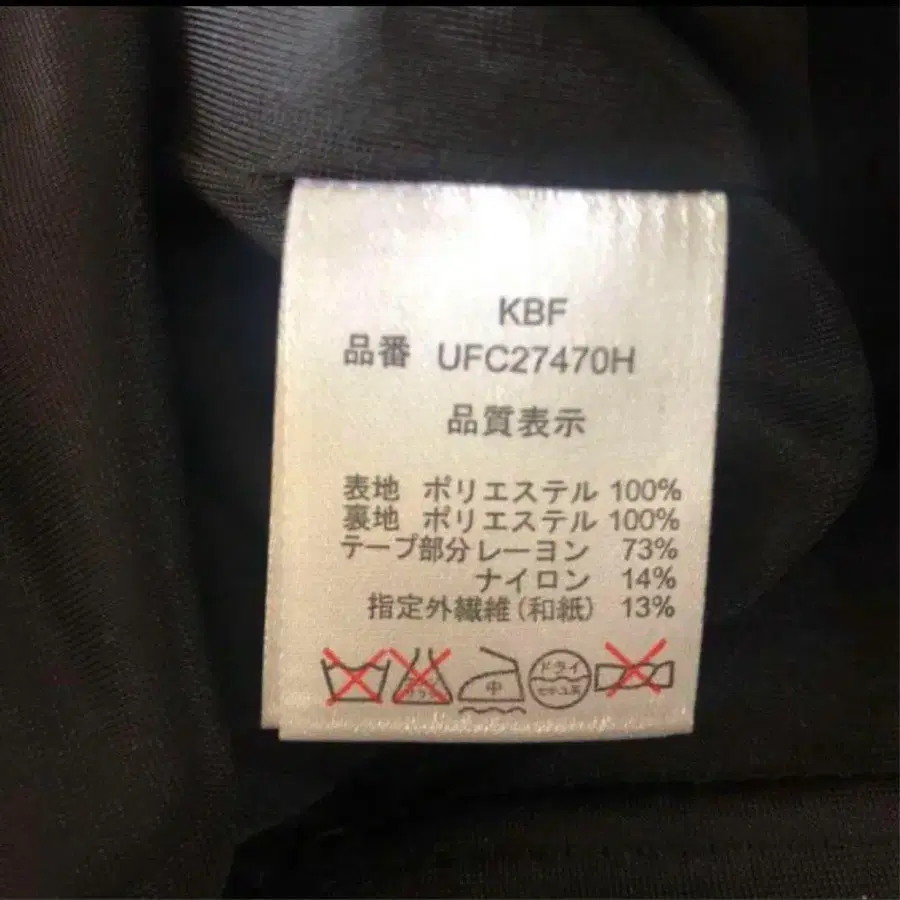 KBF
品番 UFC27470H
品質表示
表地 ポリエステル 100%
裏地 ポリエステル 100%
テープ部分 レーヨン 73%
ナイロン 14%
指定外繊維(和紙) 13%
中
ドライ